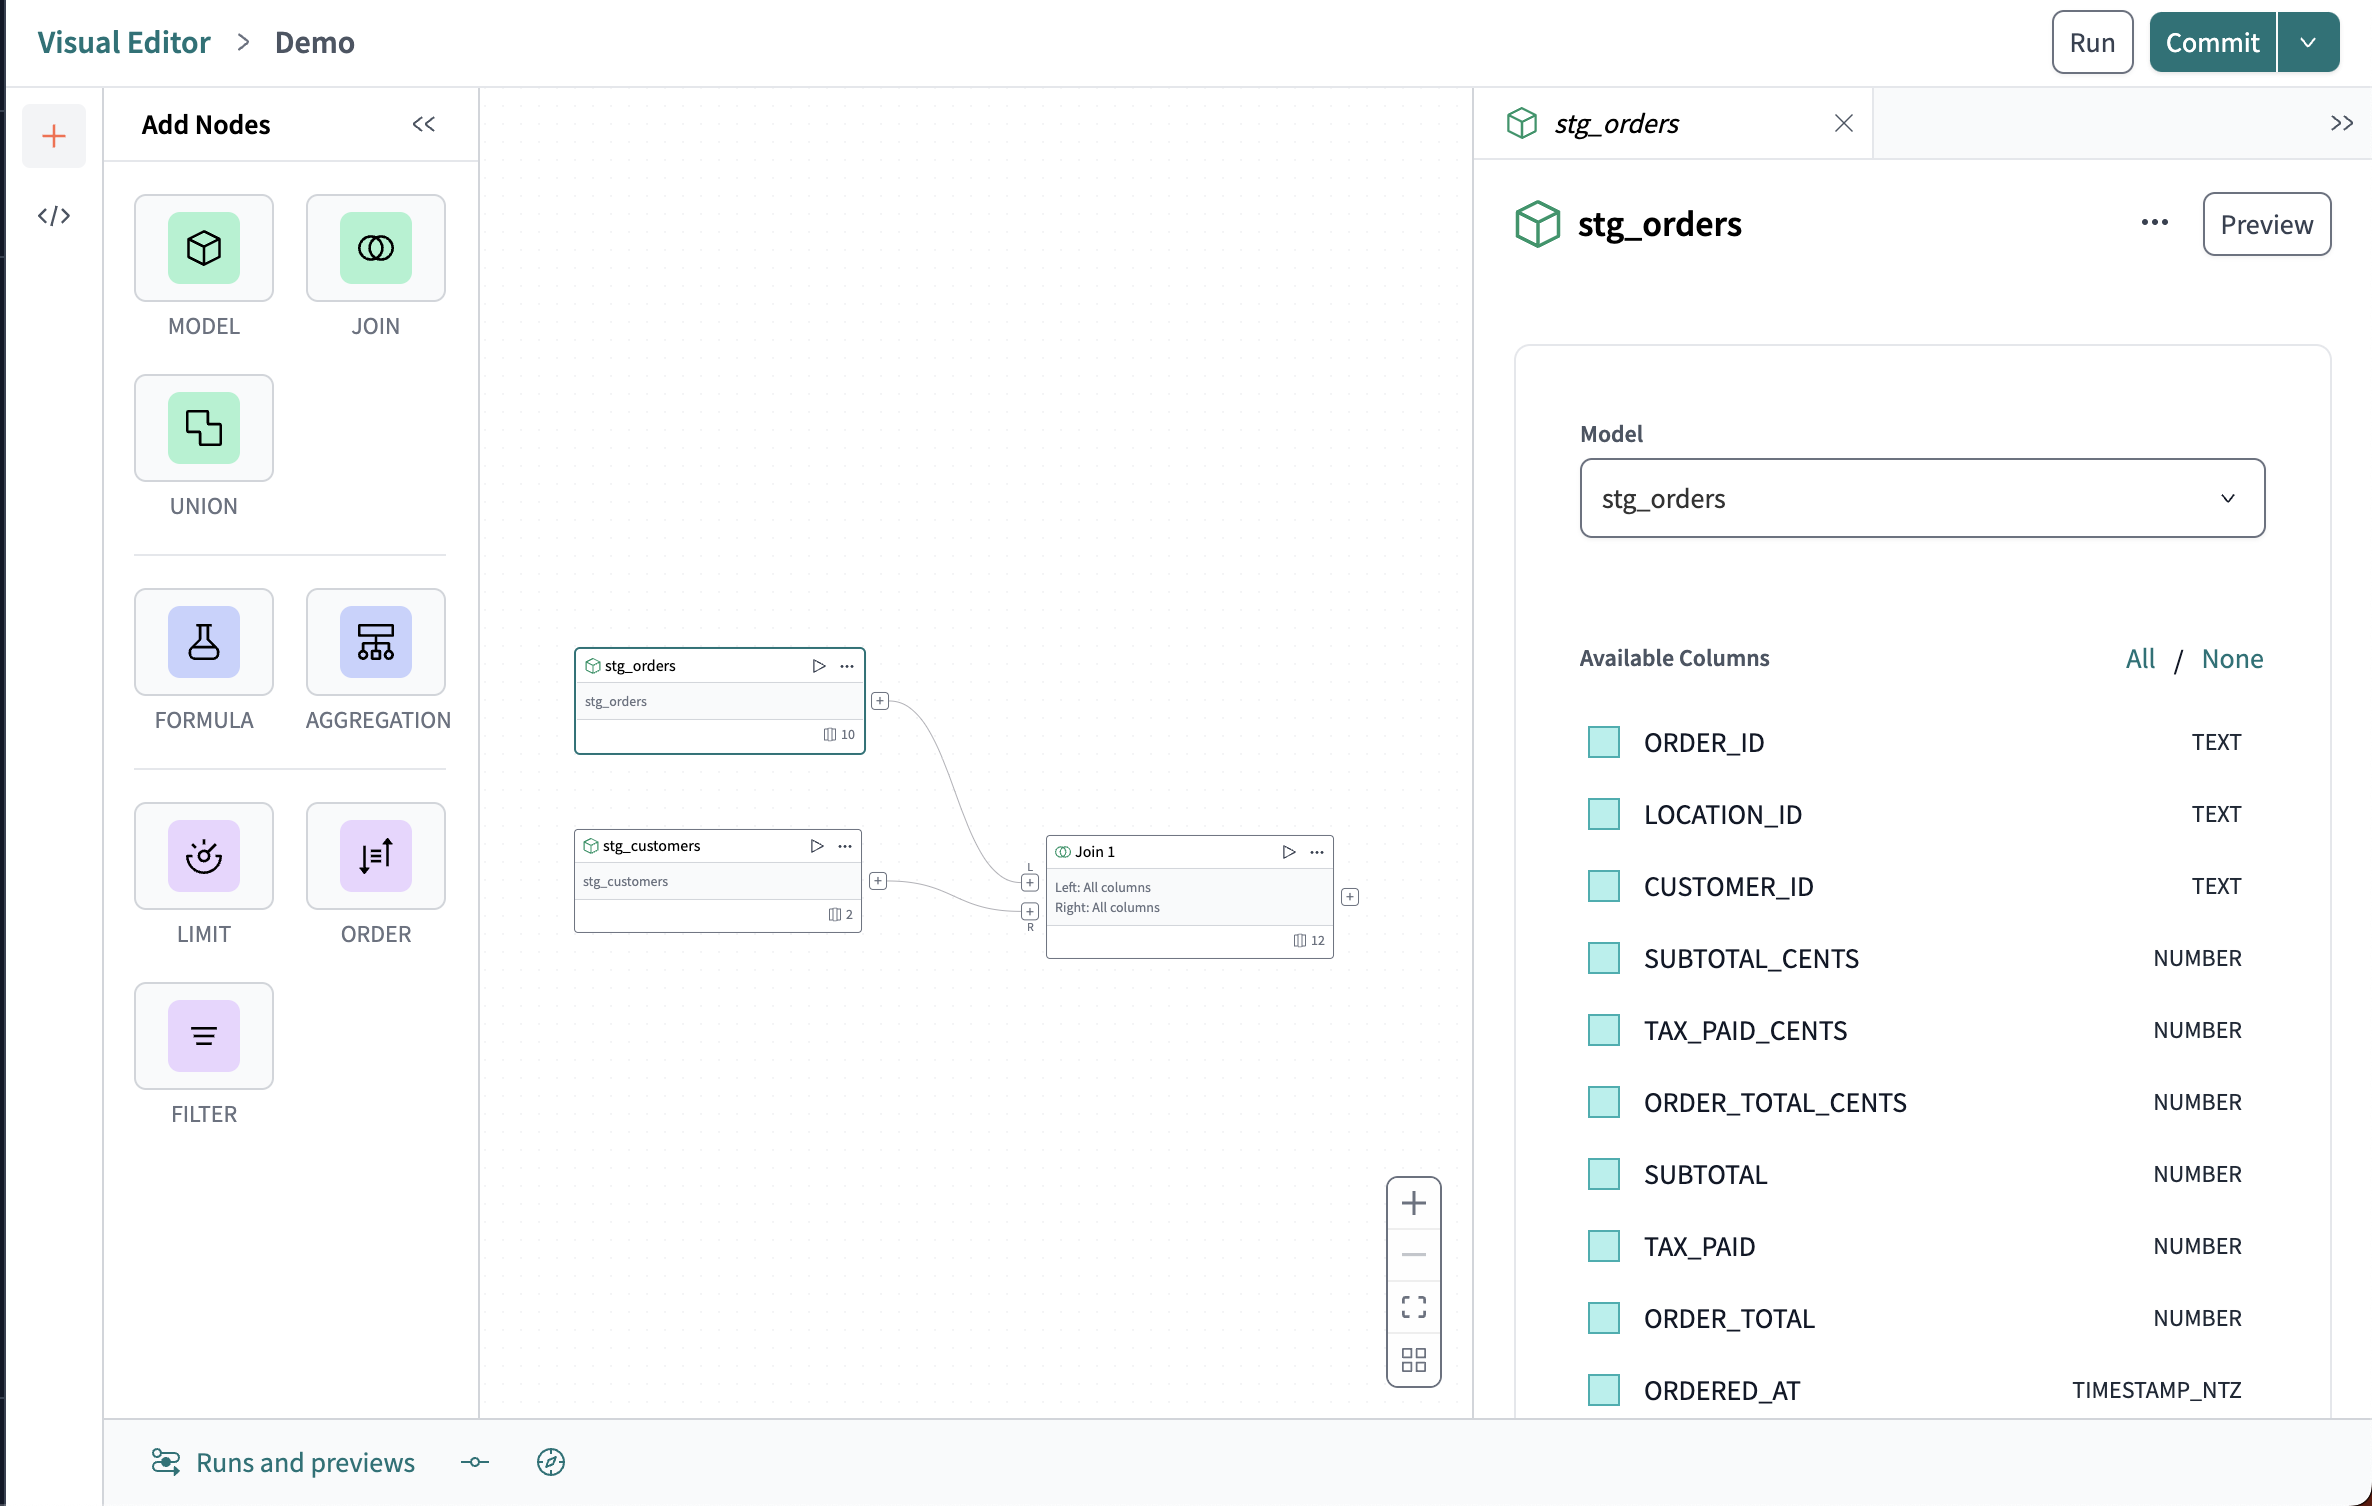 Visual Editor > Demo
Run
Commit
Add Nodes
MODEL
JOIN
UNION
FORMULA
AGGREGATION
LIMIT
ORDER
FILTER
stg_orders
stg_orders
10
stg_customers
stg_customers
2
L
R
Join 1
Left: All columns
Right: All columns
12
stg_orders
stg_orders
Preview
Model
stg_orders
Available Columns
All / None
ORDER_ID TEXT
LOCATION_ID TEXT
CUSTOMER_ID TEXT
SUBTOTAL_CENTS NUMBER
TAX_PAID_CENTS NUMBER
ORDER_TOTAL_CENTS NUMBER
SUBTOTAL NUMBER
TAX_PAID NUMBER
ORDER_TOTAL NUMBER
ORDERED_AT TIMESTAMP_NTZ
Runs and previews